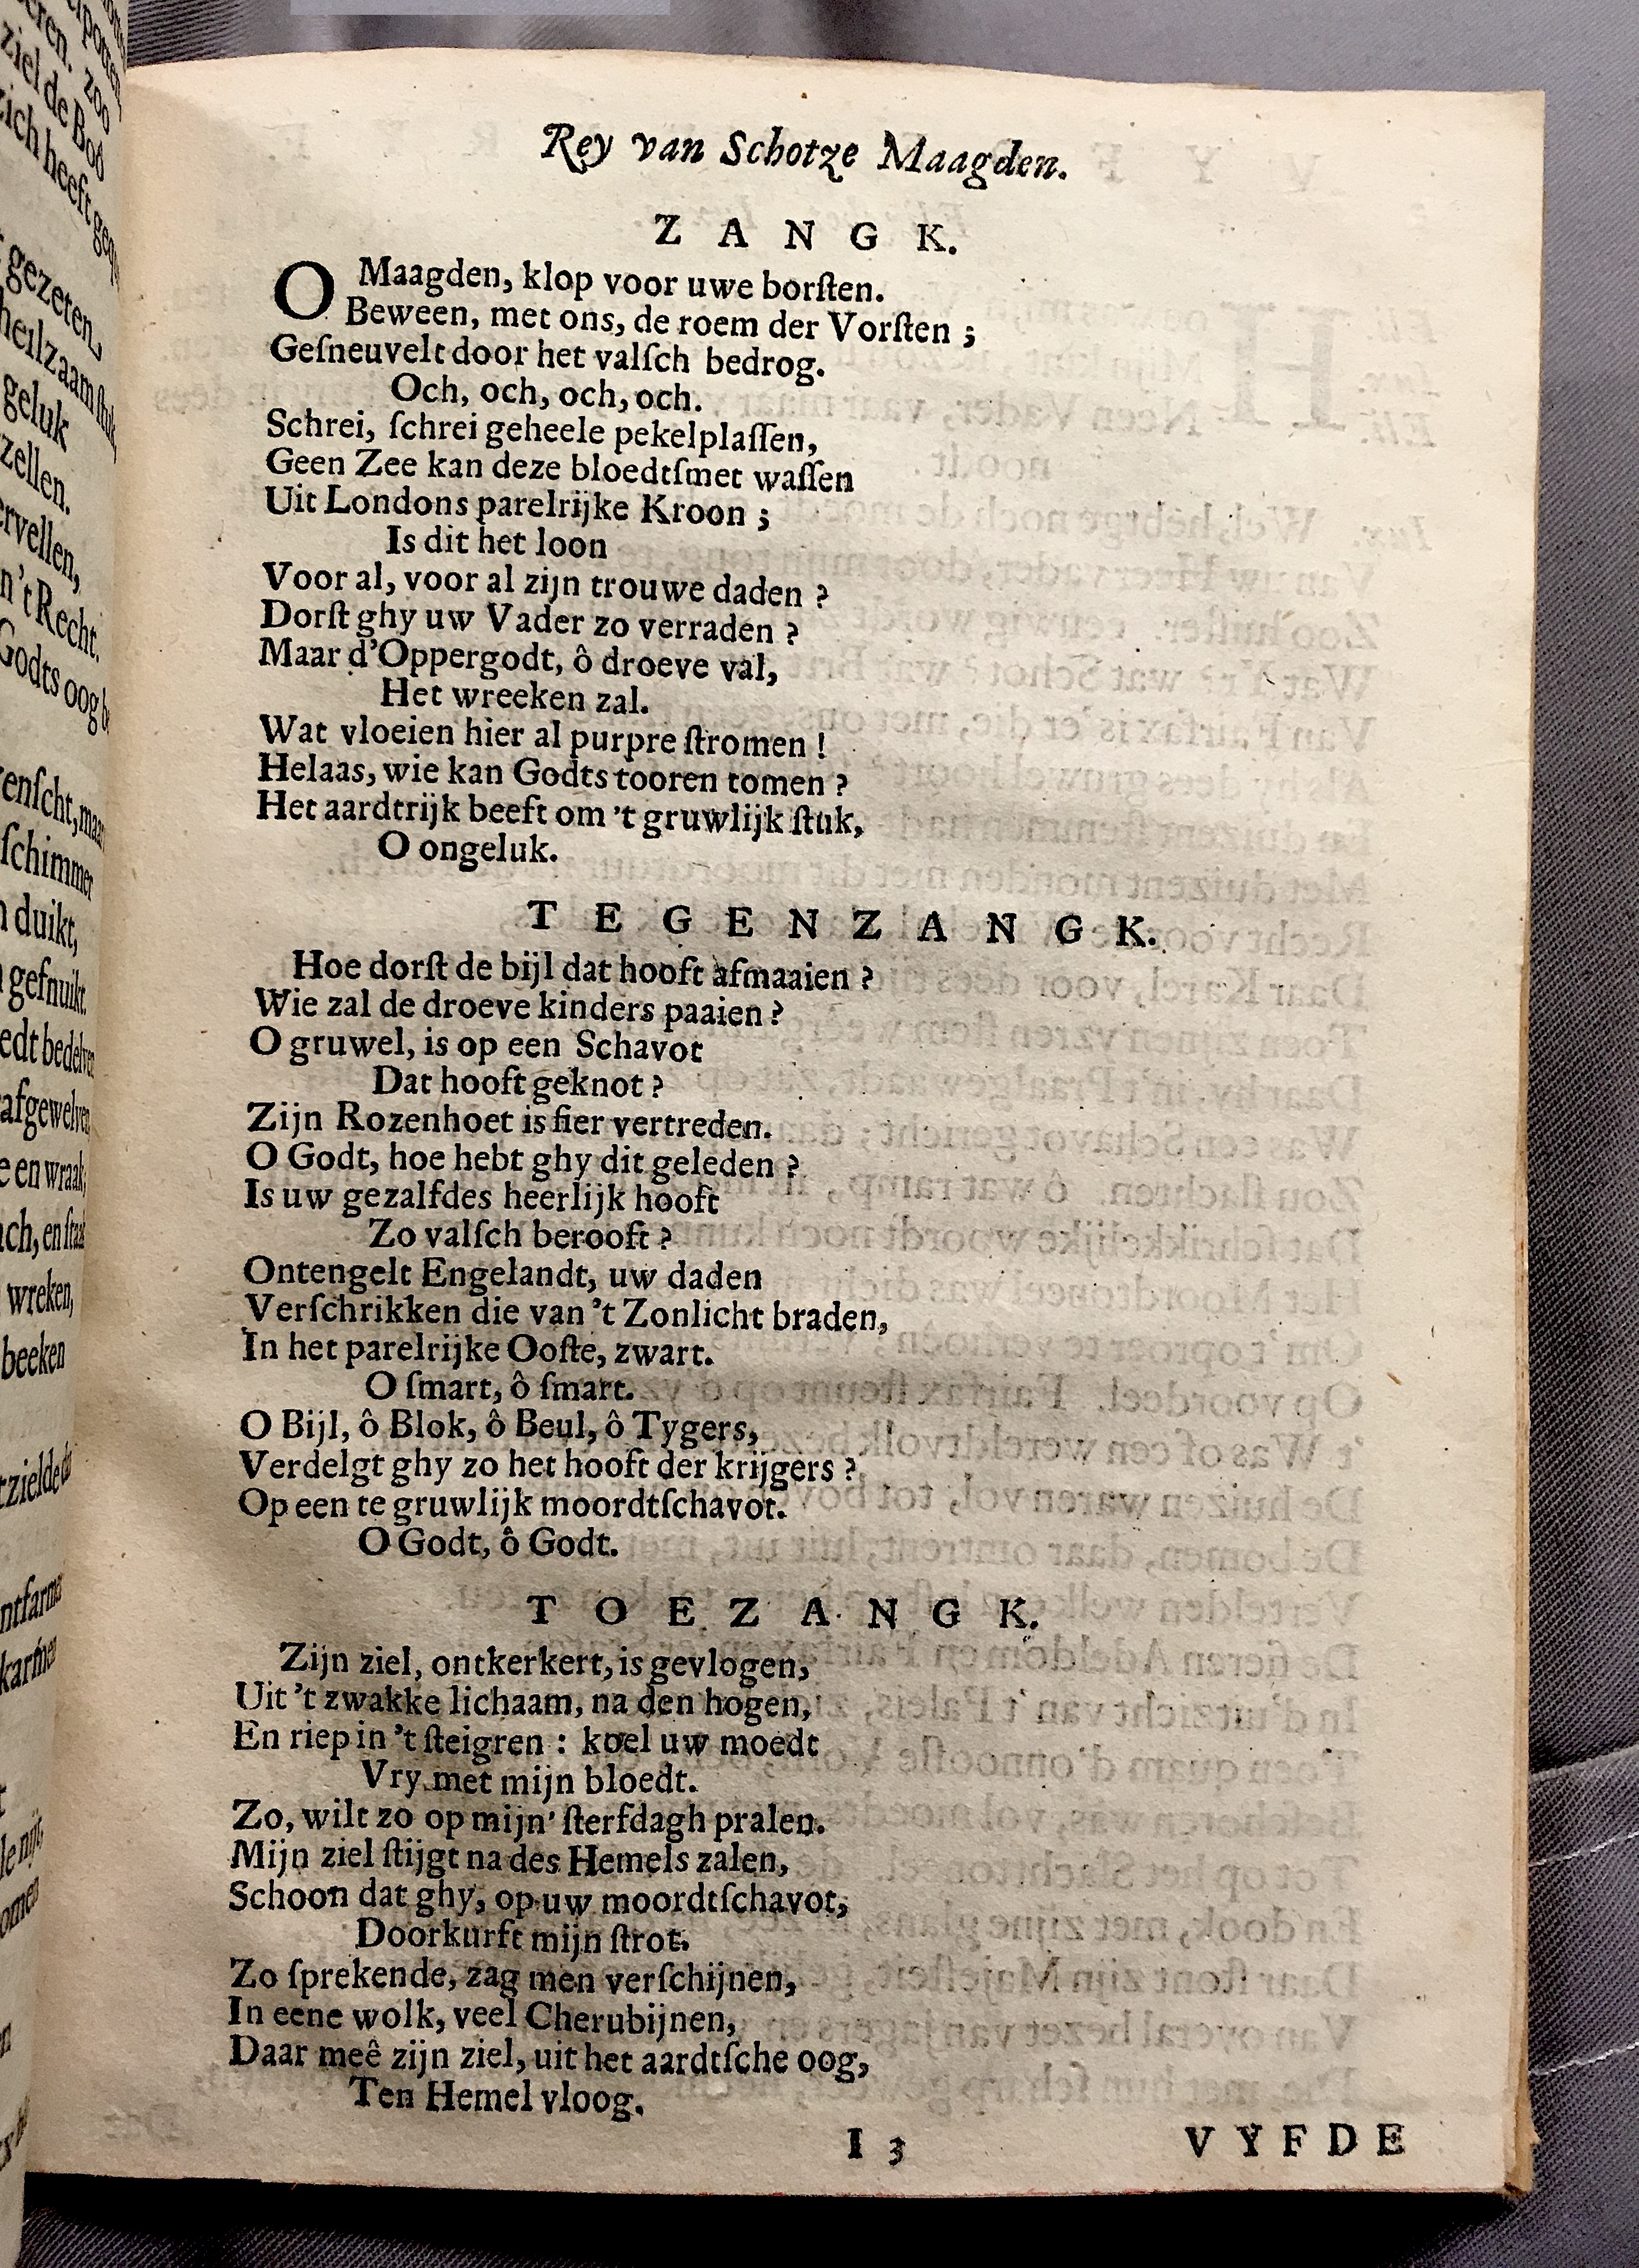 Rey van Schotze Maagden.
ZANGK.
O Maagden, klop voor uwe borſten.
Beween, met ons, de roem der Vorſten ;
Geſneuvelt door het valſch bedrog.
Och, och, och, och.
Schrei, ſchrei geheele pekelplaſſen,
Geen Zee kan deze bloedtſmet waſſen
Uit Londons parelrijke Kroon ;
Is dit het loon
Voor al, voor al zijn trouwe daden ?
Dorſt ghy uw Vader zo verraden ?
Maar d'Oppergodt, ô droeve val,
Het wreeken zal.
Wat vloeien hier al purpre ſtromen !
Helaas, wie kan Godts tooren tomen ?
Het aardtrijk beeft om 't gruwlijk ſtuk,
O ongeluk.
TEGENZANGK.
Hoe dorſt de bijl dat hooft afmaaien ?
Wie zal de droeve kinders paaien ?
O gruwel, is op een Schavot
Dat hooft geknot ?
Zijn Rozenhoet is fier vertreden.
O Godt, hoe hebt ghy dit geleden ?
Is uw gezalfdes heerlijk hooft
Zo valſch berooft ?
Ontengelt Engelandt, uw daden
Verſchrikken die van 't Zonlicht braden,
In het parelrijke Ooſte, zwart.
O ſmart, ô ſmart.
O Bijl, ô Blok, ô Beul, ô Tygers,
Verdelgt ghy zo het hooft der krijgers ?
Op een te gruwlijk moordtſchavot.
O Godt, ô Godt.
TOEZANGK.
Zijn ziel, ontkerkert, is gevlogen,
Uit 't zwakke lichaam, na den hogen,
En riep in 't ſteigren : koel uw moedt
Vry met mijn bloedt.
Zo, wilt zo op mijn' ſterfdagh pralen.
Mijn ziel ſtijgt na des Hemels zalen,
Schoon dat ghy, op uw moordtſchavot,
Doorkurft mijn ſtrot.
Zo ſprekende, zag men verſchijnen,
In eene wolk, veel Cherubijnen,
Daar meê zijn ziel, uit het aardtſche oog,
Ten Hemel vloog.
I 3 VYFDE